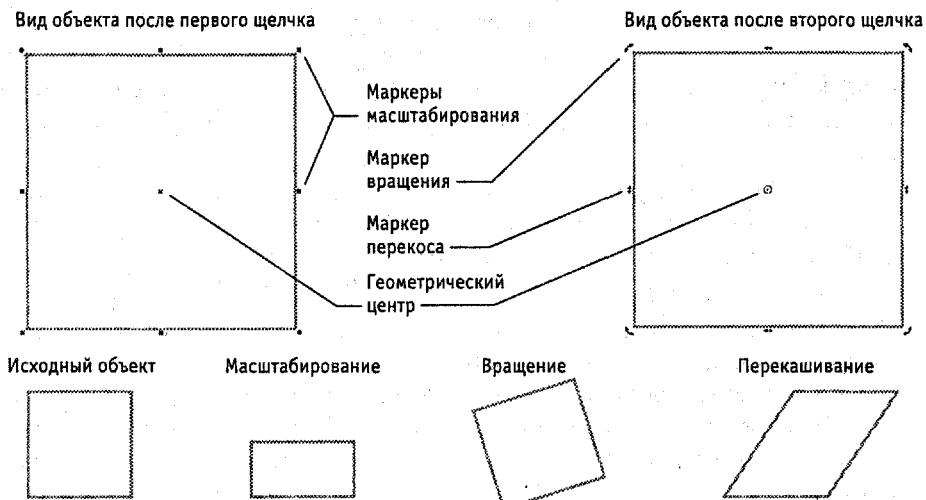 Вид объекта после первого щелчка
Вид объекта после второго щелчка
Маркеры
масштабирования
Маркер
вращения
Маркер
перекоса
Геометрический
центр
Исходный объект
Масштабирование
Вращение
Перекашивание